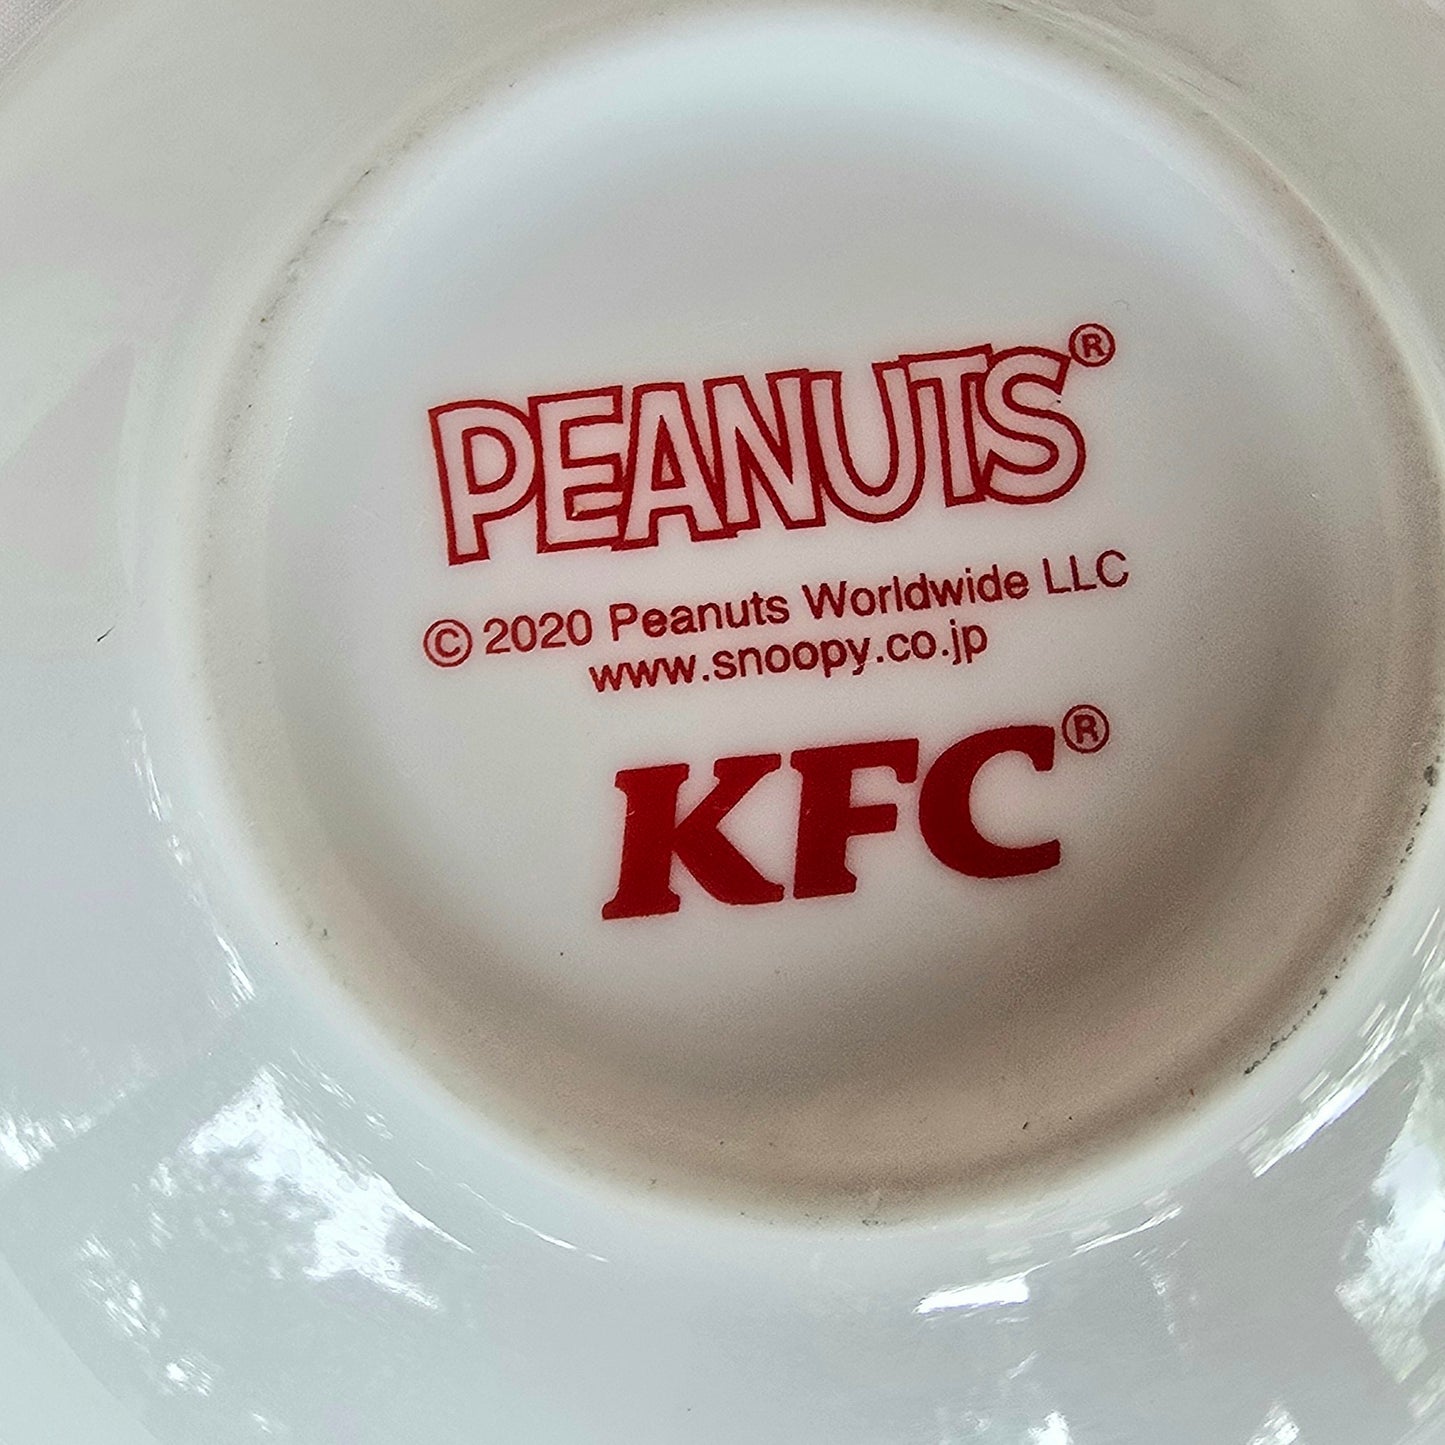 PEANUTS®
© 2020 Peanuts Worldwide LLC
www.snoopy.co.jp
KFC®